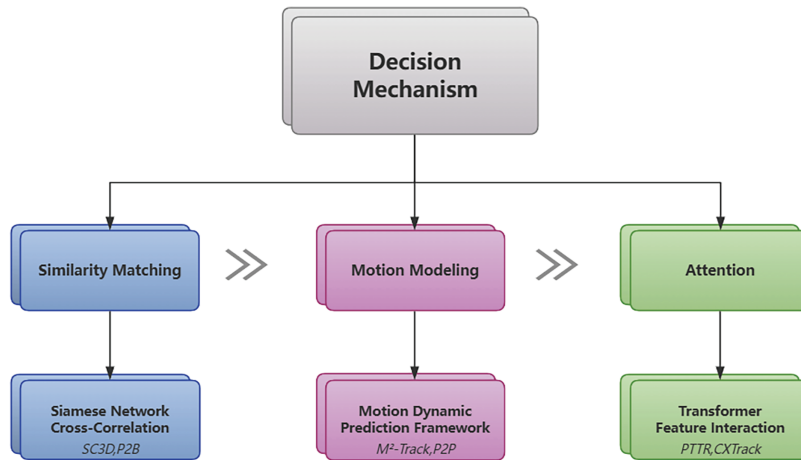 Decision
Mechanism
Similarity Matching
Motion Modeling
Attention
Siamese Network
Cross-Correlation
SC3D,P2B
Motion Dynamic
Prediction Framework
M²-Track,P2P
Transformer
Feature Interaction
PTTR,CXTrack